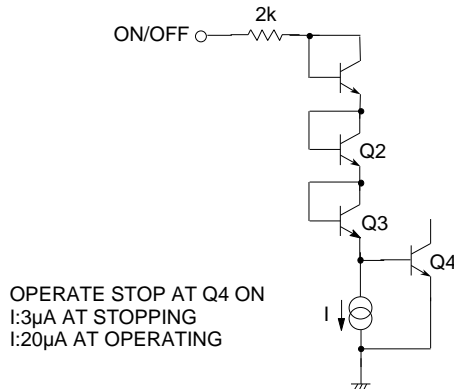 2k
ON/OFF
Q2
Q3
Q4
I
OPERATE STOP AT Q4 ON
I:3µA AT STOPPING
I:20µA AT OPERATING